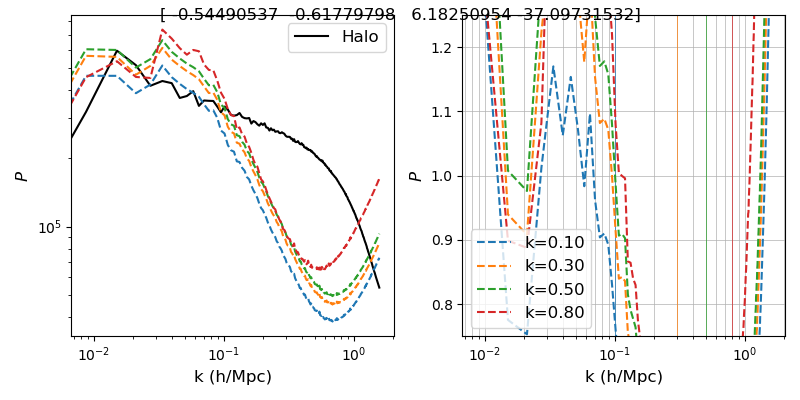 [ -0.54490537 -0.61779798 6.18250954 -37.09731532]
Halo
P
10^5
10^-2
10^-1
10^0
k (h/Mpc)
P
1.2
1.1
1.0
0.9
0.8
k=0.10
k=0.30
k=0.50
k=0.80
10^-2
10^-1
10^0
k (h/Mpc)